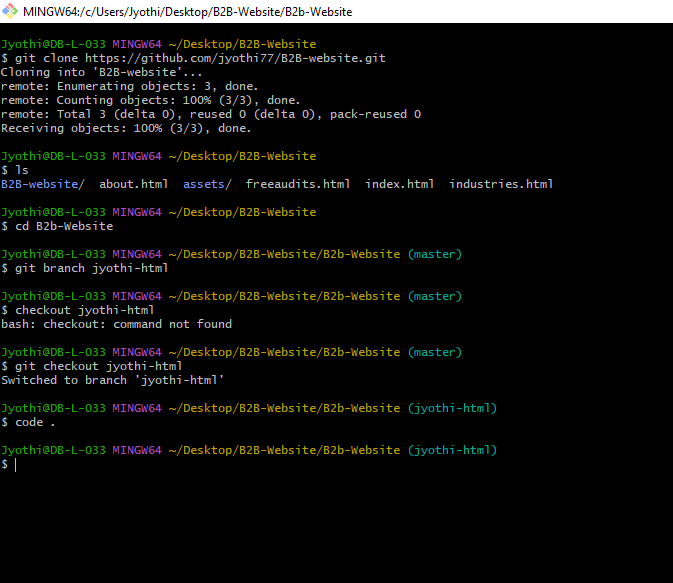 MINGW64:/c/Users/Jyothi/Desktop/B2B-Website/B2b-Website
Jyothi@DB-L-033 MINGW64 ~/Desktop/B2B-Website
$ git clone https://github.com/jyothi77/B2B-website.git
Cloning into 'B2B-website'...
remote: Enumerating objects: 3, done.
remote: Counting objects: 100% (3/3), done.
remote: Total 3 (delta 0), reused 0 (delta 0), pack-reused 0
Receiving objects: 100% (3/3), done.
Jyothi@DB-L-033 MINGW64 ~/Desktop/B2B-Website
$ ls
B2B-website/  about.html  assets/  freeaudits.html  index.html  industries.html
Jyothi@DB-L-033 MINGW64 ~/Desktop/B2B-Website
$ cd B2b-Website
Jyothi@DB-L-033 MINGW64 ~/Desktop/B2B-Website/B2b-Website (master)
$ git branch jyothi-html
Jyothi@DB-L-033 MINGW64 ~/Desktop/B2B-Website/B2b-Website (master)
$ checkout jyothi-html
bash: checkout: command not found
Jyothi@DB-L-033 MINGW64 ~/Desktop/B2B-Website/B2b-Website (master)
$ git checkout jyothi-html
Switched to branch 'jyothi-html'
Jyothi@DB-L-033 MINGW64 ~/Desktop/B2B-Website/B2b-Website (jyothi-html)
$ code .
Jyothi@DB-L-033 MINGW64 ~/Desktop/B2B-Website/B2b-Website (jyothi-html)
$